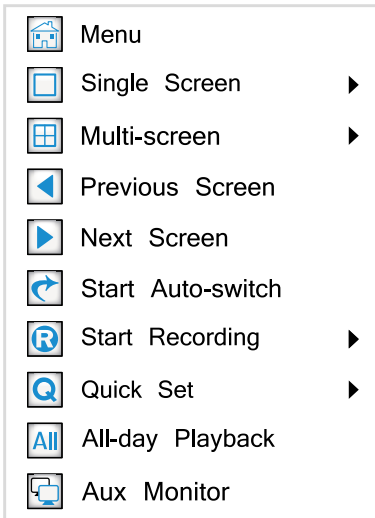 Menu
Single Screen
Multi-screen
Previous Screen
Next Screen
Start Auto-switch
R Start Recording
Q Quick Set
All All-day Playback
Aux Monitor